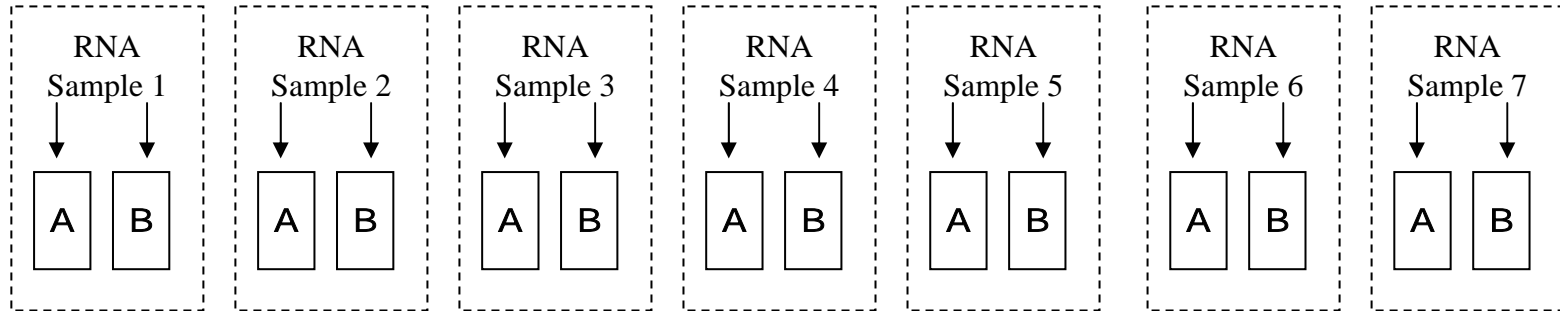 RNA
Sample 1
A B
RNA
Sample 2
A B
RNA
Sample 3
A B
RNA
Sample 4
A B
RNA
Sample 5
A B
RNA
Sample 6
A B
RNA
Sample 7
A B